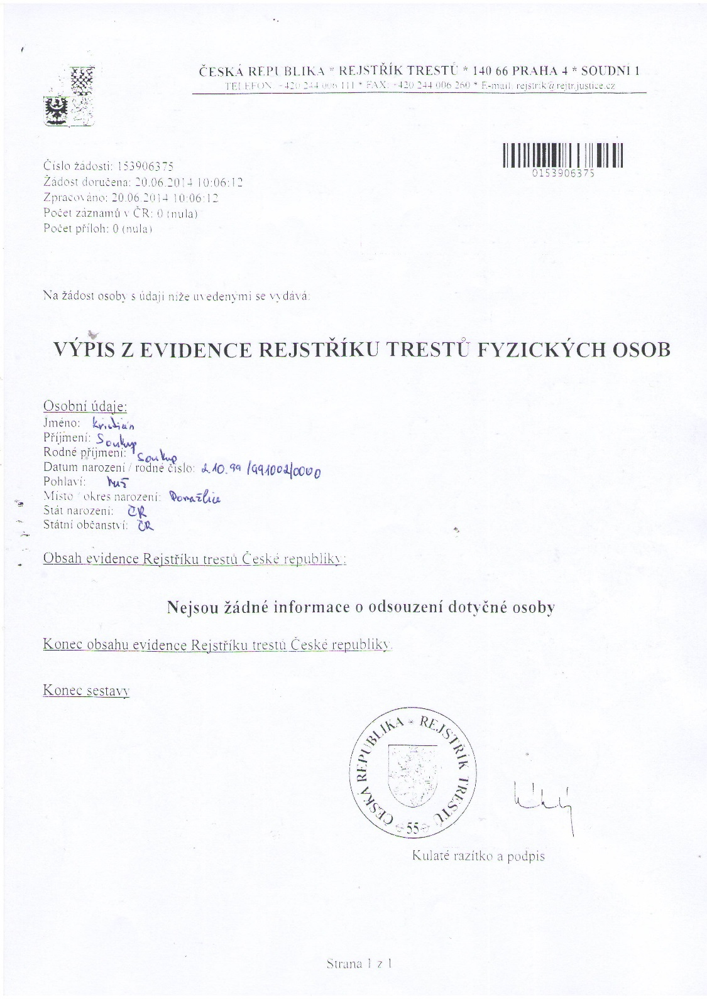 ČESKÁ REPUBLIKA * REJSTŘÍK TRESTŮ * 140 66 PRAHA 4 * SOUDNÍ 1
TELEFON: +420 244 006 111 * FAX: +420 244 006 260 * E-mail: rejstrik@rejtr.justice.cz
0153906375
Číslo žádosti: 153906375
Žádost doručena: 20.06.2014 10:06:12
Zpracováno: 20.06.2014 10:06:12
Počet záznamů v ČR: 0 (nula)
Počet příloh: 0 (nula)
Na žádost osoby s údaji níže uvedenými se vydává:
VÝPIS Z EVIDENCE REJSTŘÍKU TRESTŮ FYZICKÝCH OSOB
Osobní údaje:
Jméno: Kristián
Příjmení: Soukup
Rodné příjmení: Soukup
Datum narození / rodné číslo: 2.10.99 /991002/0000
Pohlaví: Muž
Místo / okres narození: Domažlice
Stát narození: ČR
Státní občanství: ČR
Obsah evidence Rejstříku trestů České republiky:
Nejsou žádné informace o odsouzení dotyčné osoby
Konec obsahu evidence Rejstříku trestů České republiky.
Konec sestavy
ČESKÁ REPUBLIKA * REJSTŘÍK TRESTŮ
55
Kulaté razítko a podpis
Strana 1 z 1